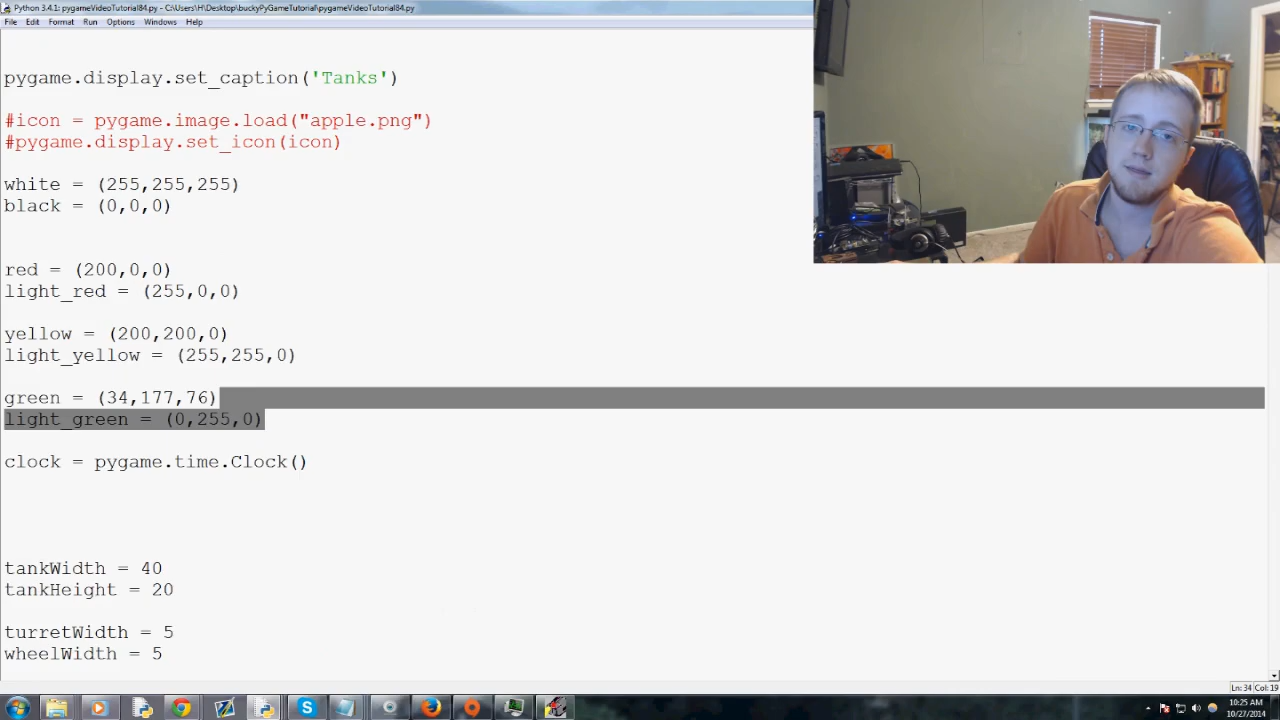 Python 3.4.1: pygameVideoTutorial84.py - C:\Users\H\Desktop\buckyPyGameTutorial\pygameVideoTutorial84.py
File Edit Format Run Options Windows Help
pygame.display.set_caption('Tanks')
#icon = pygame.image.load("apple.png")
#pygame.display.set_icon(icon)
white = (255,255,255)
black = (0,0,0)
red = (200,0,0)
light_red = (255,0,0)
yellow = (200,200,0)
light_yellow = (255,255,0)
green = (34,177,76)
light_green = (0,255,0)
clock = pygame.time.Clock()
tankWidth = 40
tankHeight = 20
turretWidth = 5
wheelWidth = 5
Ln: 34 Col: 19
10:25 AM
10/27/2014